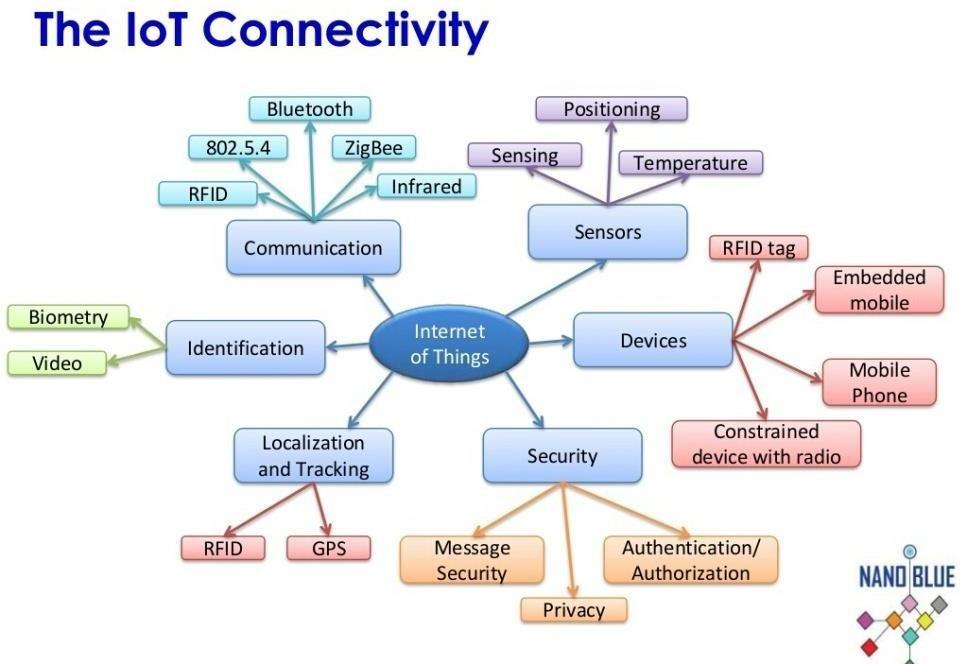 The IoT Connectivity
Bluetooth
802.5.4
ZigBee
RFID
Infrared
Communication
Positioning
Sensing
Temperature
Sensors
RFID tag
Embedded
mobile
Devices
Mobile
Phone
Constrained
device with radio
Internet
of Things
Biometry
Video
Identification
Localization
and Tracking
RFID
GPS
Security
Message
Security
Privacy
Authentication/
Authorization
NANO BLUE